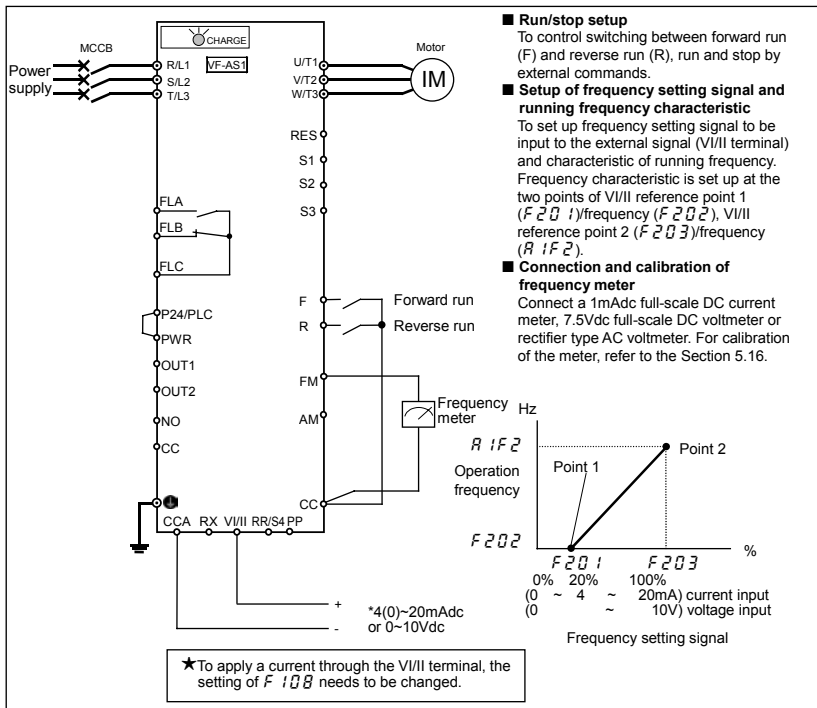 CHARGE
VF-AS1
MCCB
Power
supply
R/L1
S/L2
T/L3
U/T1
V/T2
W/T3
Motor
IM
RES
S1
S2
S3
FLA
FLB
FLC
P24/PLC
PWR
OUT1
OUT2
NO
CC
F
R
Forward run
Reverse run
FM
AM
Frequency
meter
CC
CCA RX VI/II RR/S4 PP
+
-
*4(0)~20mAdc
or 0~10Vdc
★To apply a current through the VI/II terminal, the
setting of F108 needs to be changed.
■ Run/stop setup
To control switching between forward run
(F) and reverse run (R), run and stop by
external commands.
■ Setup of frequency setting signal and
running frequency characteristic
To set up frequency setting signal to be
input to the external signal (VI/II terminal)
and characteristic of running frequency.
Frequency characteristic is set up at the
two points of VI/II reference point 1
(F201)/frequency (F202), VI/II
reference point 2 (F203)/frequency
(A1F2).
■ Connection and calibration of
frequency meter
Connect a 1mAdc full-scale DC current
meter, 7.5Vdc full-scale DC voltmeter or
rectifier type AC voltmeter. For calibration
of the meter, refer to the Section 5.16.
Hz
A1F2
Point 2
Operation
frequency
Point 1
F202
%
F201 F203
0% 20% 100%
(0 ~ 4 ~ 20mA) current input
(0 ~ 10V) voltage input
Frequency setting signal